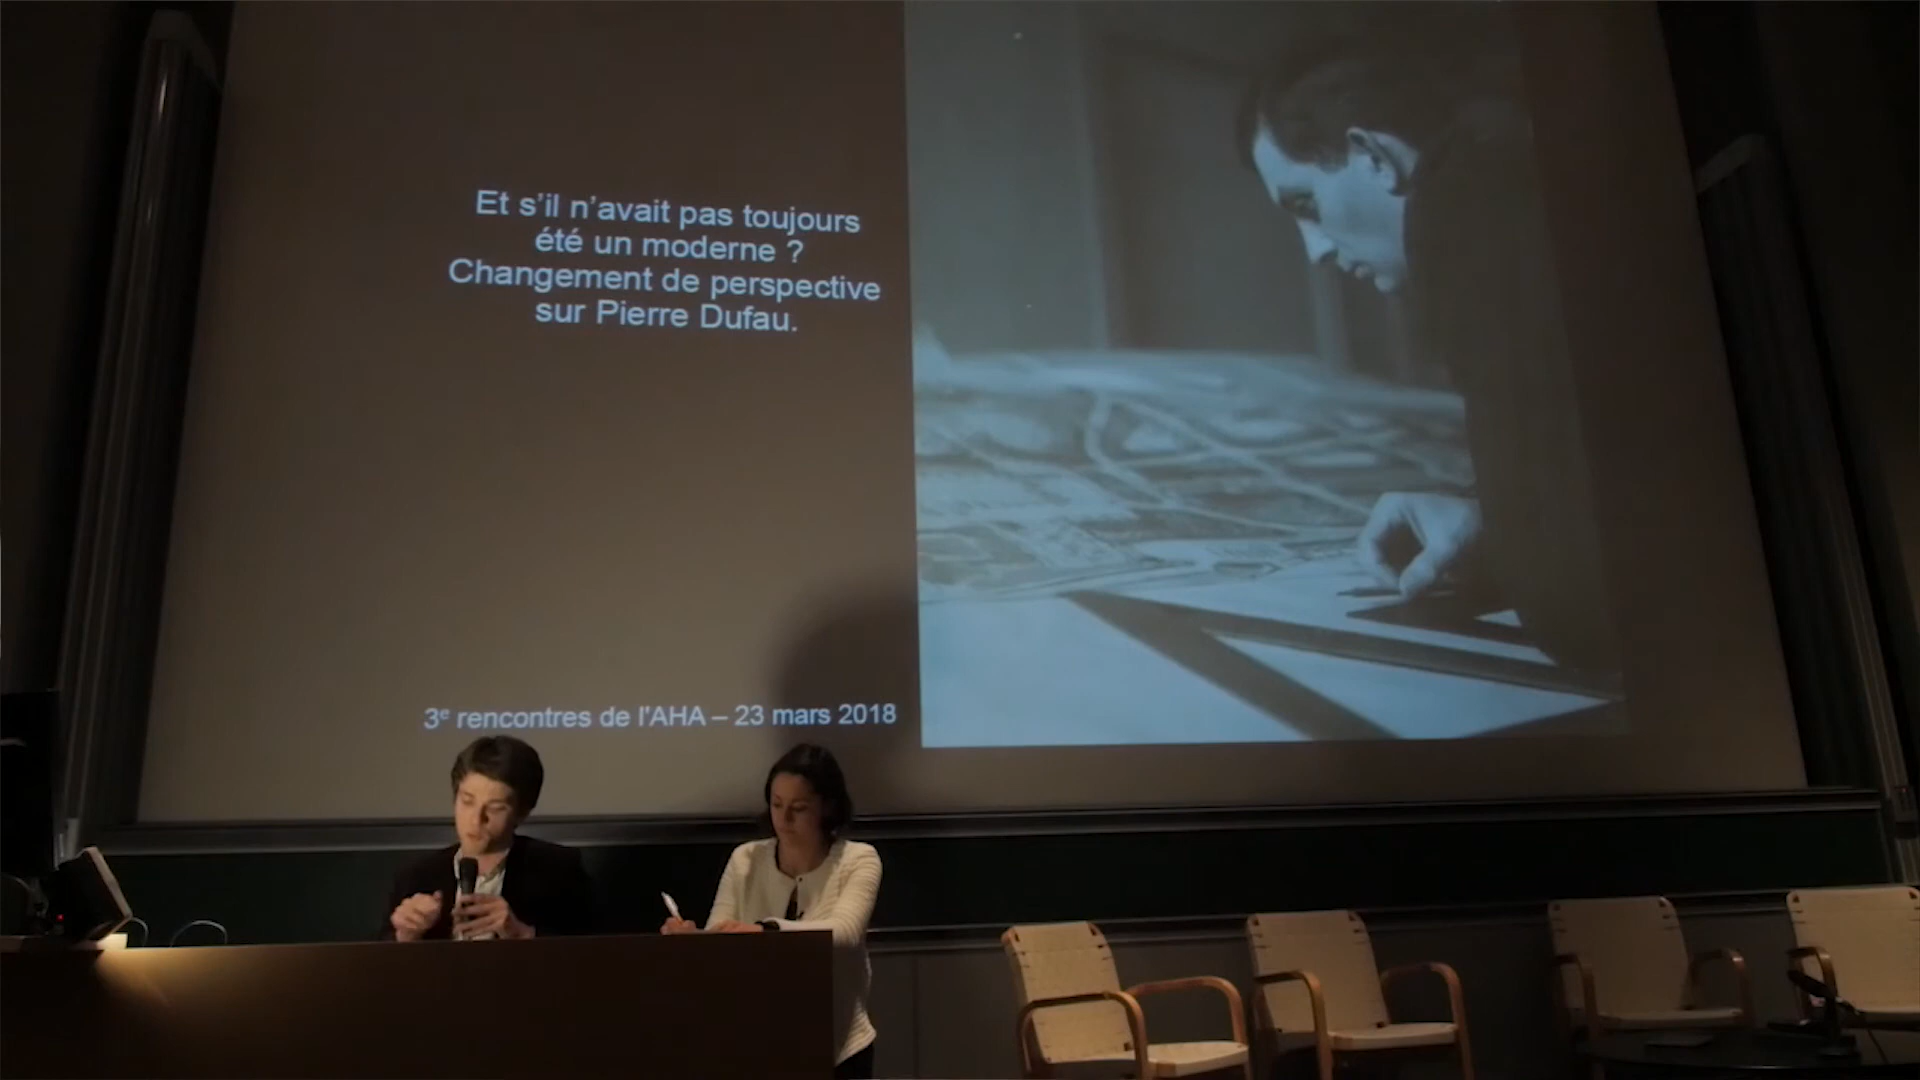 Et s'il n'avait pas toujours
été un moderne ?
Changement de perspective
sur Pierre Dufau.
3e rencontres de l'AHA – 23 mars 2018